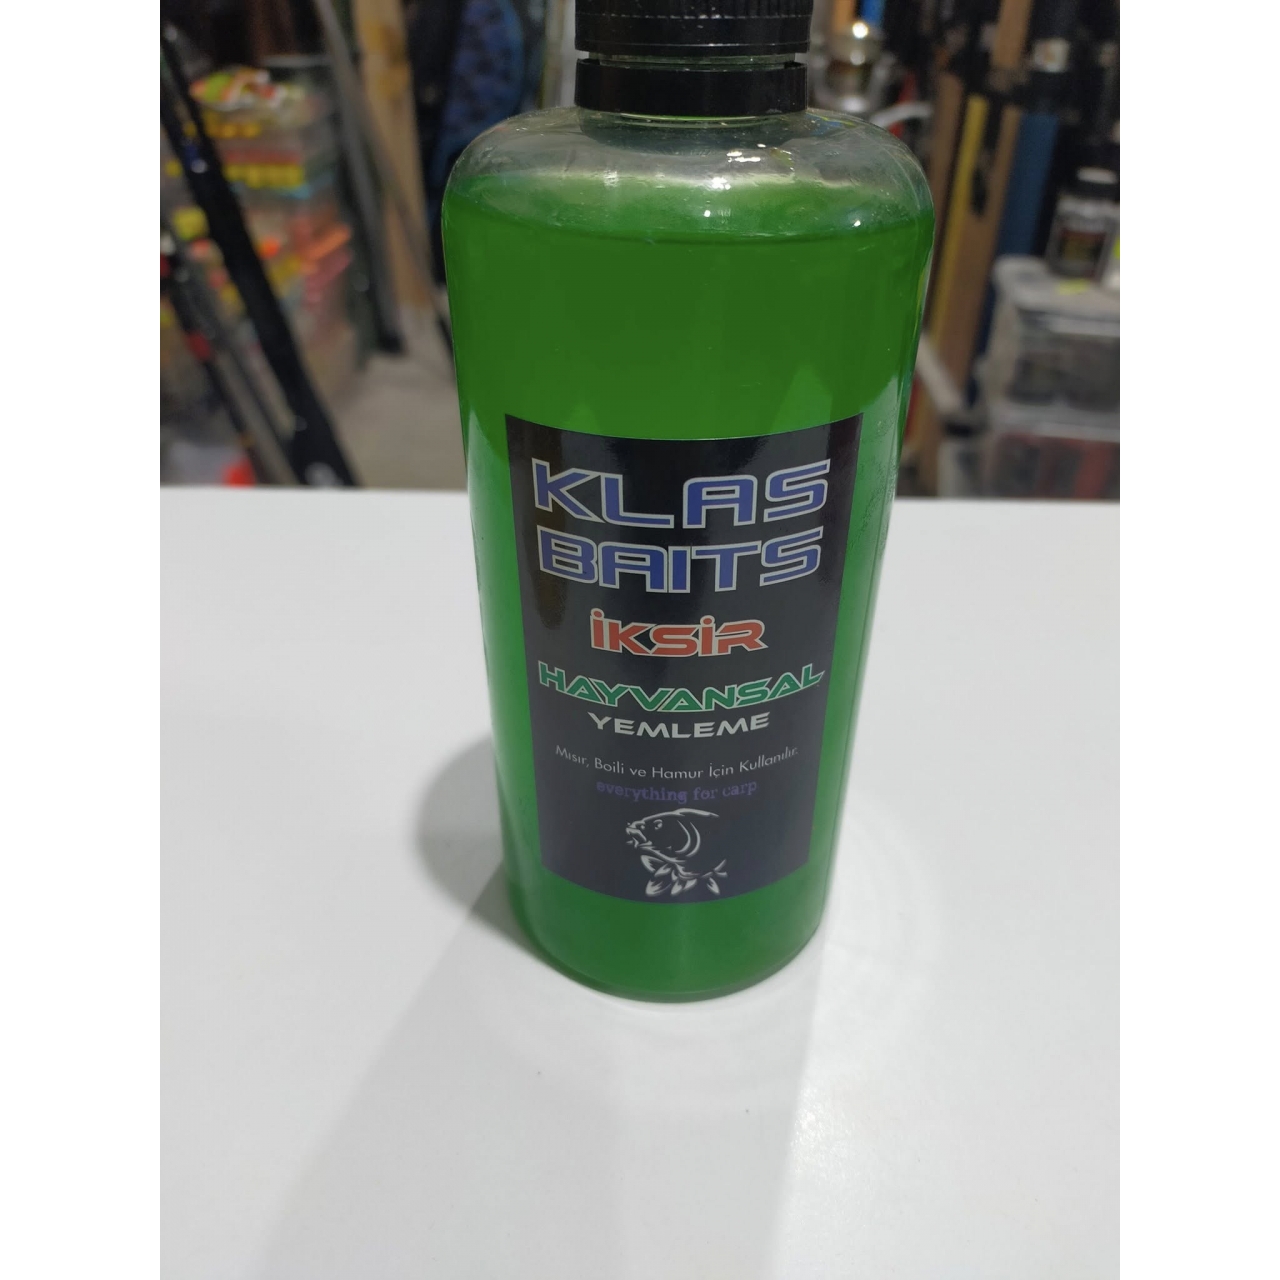 KLAS
BAITS
İKSİR
HAYVANSAL
YEMLEME
Mısır, Boili ve Hamur İçin Kullanılır.
everything for carp